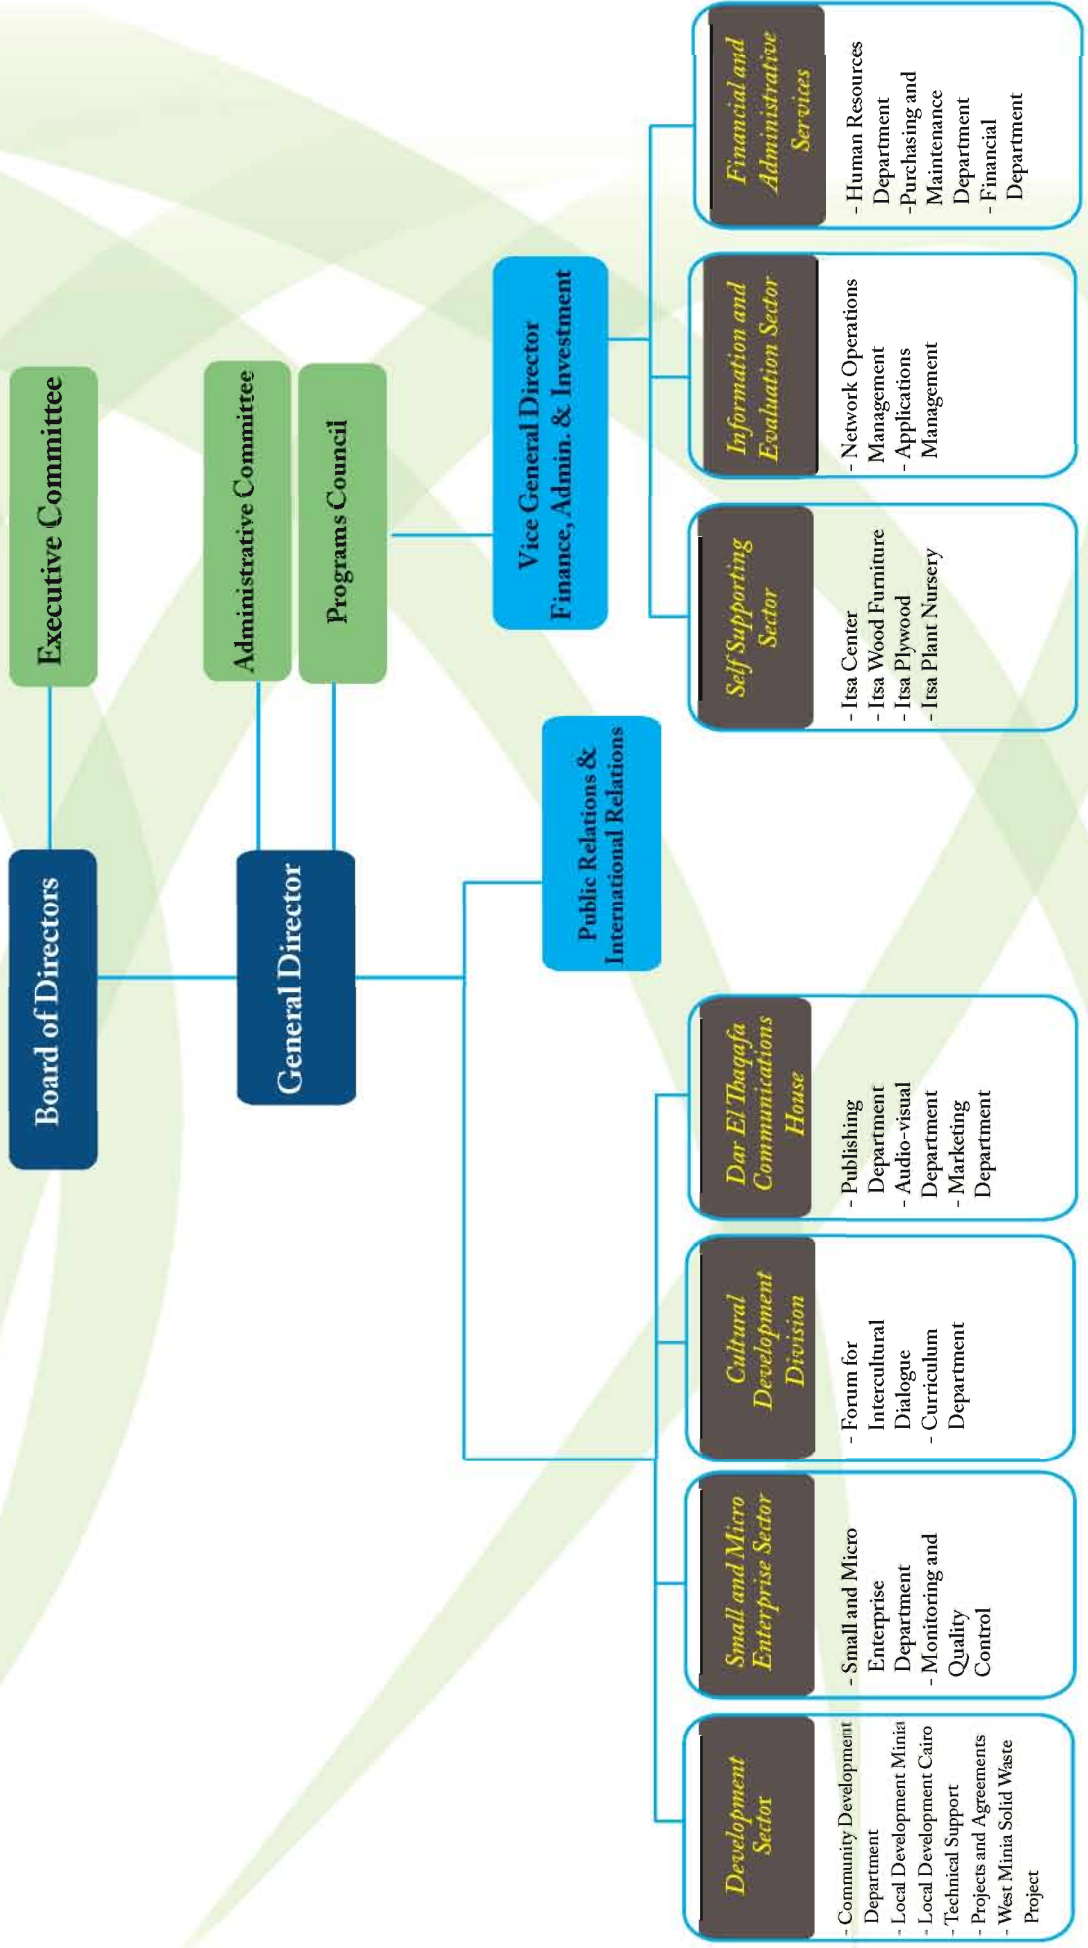 Board of Directors
Executive Committee
General Director
Administrative Committee
Programs Council
Public Relations &
International Relations
Vice General Director
Finance, Admin. & Investment
Development
Sector
- Community Development
Department
- Local Development Minia
- Local Development Cairo
- Technical Support
- Projects and Agreements
- West Minia Solid Waste
Project
Small and Micro
Enterprise Sector
- Small and Micro
Enterprise
Department
- Monitoring and
Quality
Control
Cultural
Development
Division
- Forum for
Intercultural
Dialogue
- Curriculum
Department
Dar El Thaqafa
Communications
House
- Publishing
Department
- Audio-visual
Department
- Marketing
Department
Self Supporting
Sector
- Itsa Center
- Itsa Wood Furniture
- Itsa Plywood
- Itsa Plant Nursery
Information and
Evaluation Sector
- Network Operations
Management
- Applications
Management
Financial and
Administrative
Services
- Human Resources
Department
-Purchasing and
Maintenance
Department
- Financial
Department